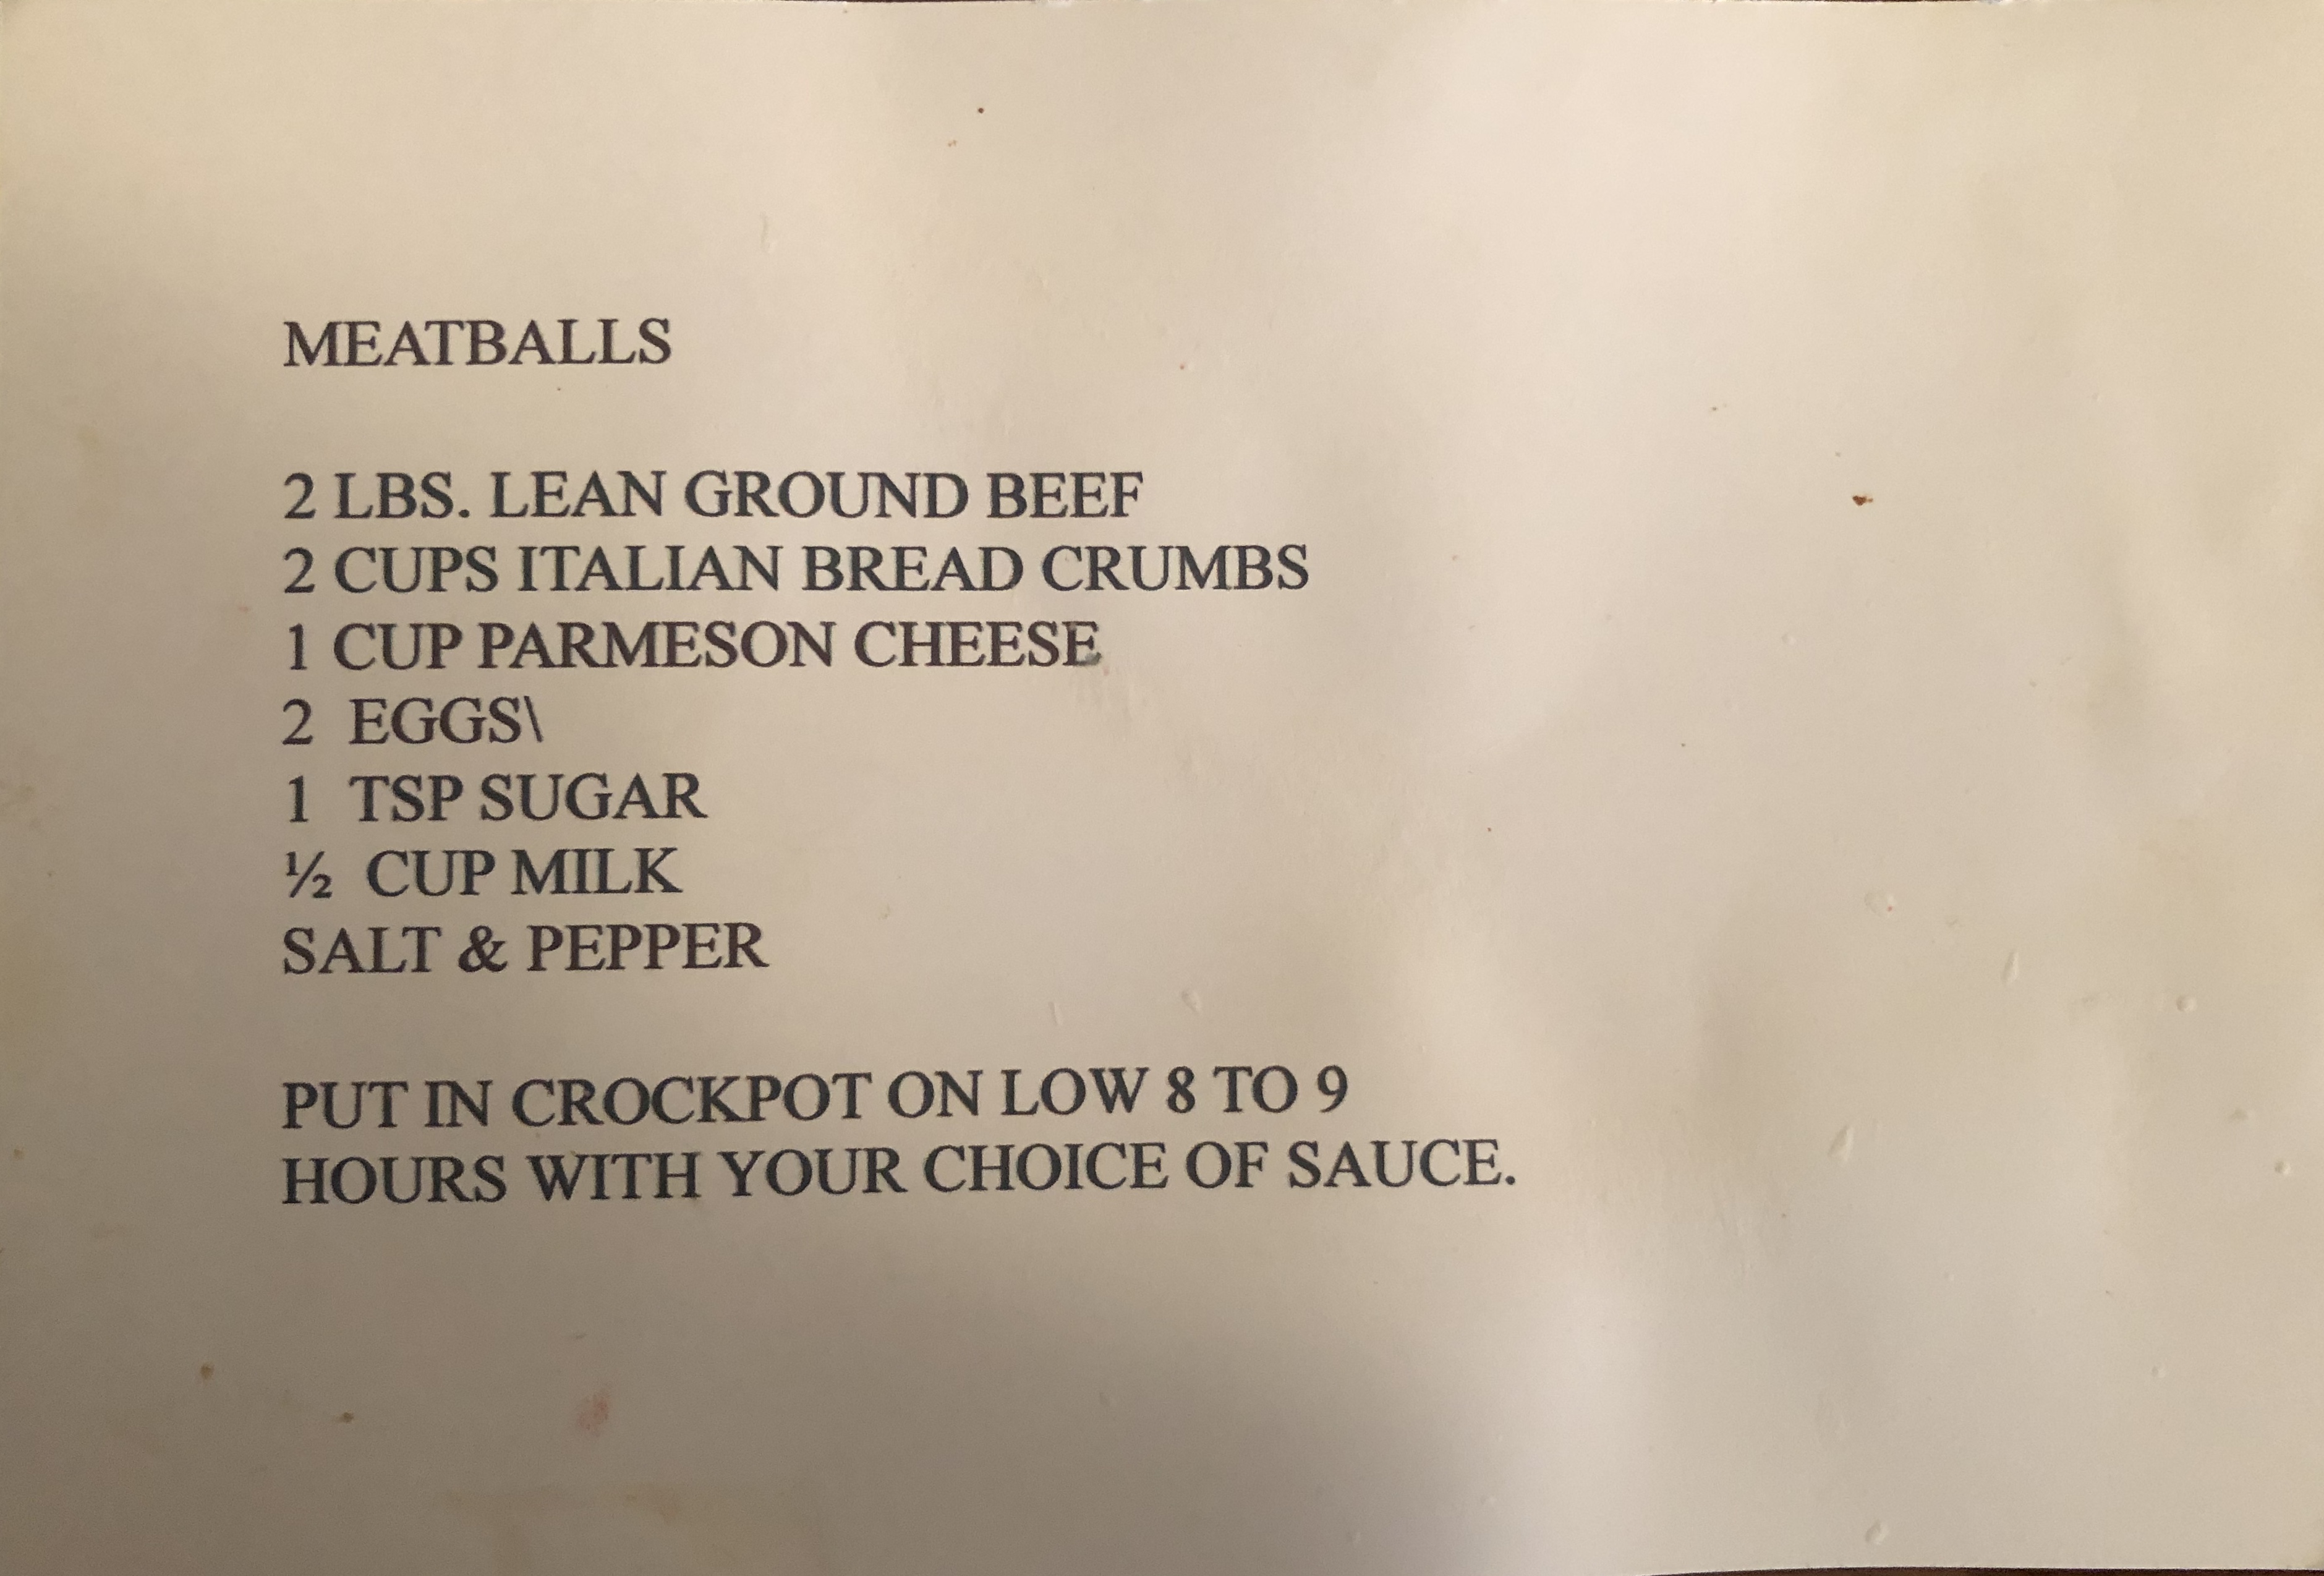 MEATBALLS
2 LBS. LEAN GROUND BEEF
2 CUPS ITALIAN BREAD CRUMBS
1 CUP PARMESON CHEESE
2 EGGS\
1 TSP SUGAR
½ CUP MILK
SALT & PEPPER
PUT IN CROCKPOT ON LOW 8 TO 9
HOURS WITH YOUR CHOICE OF SAUCE.